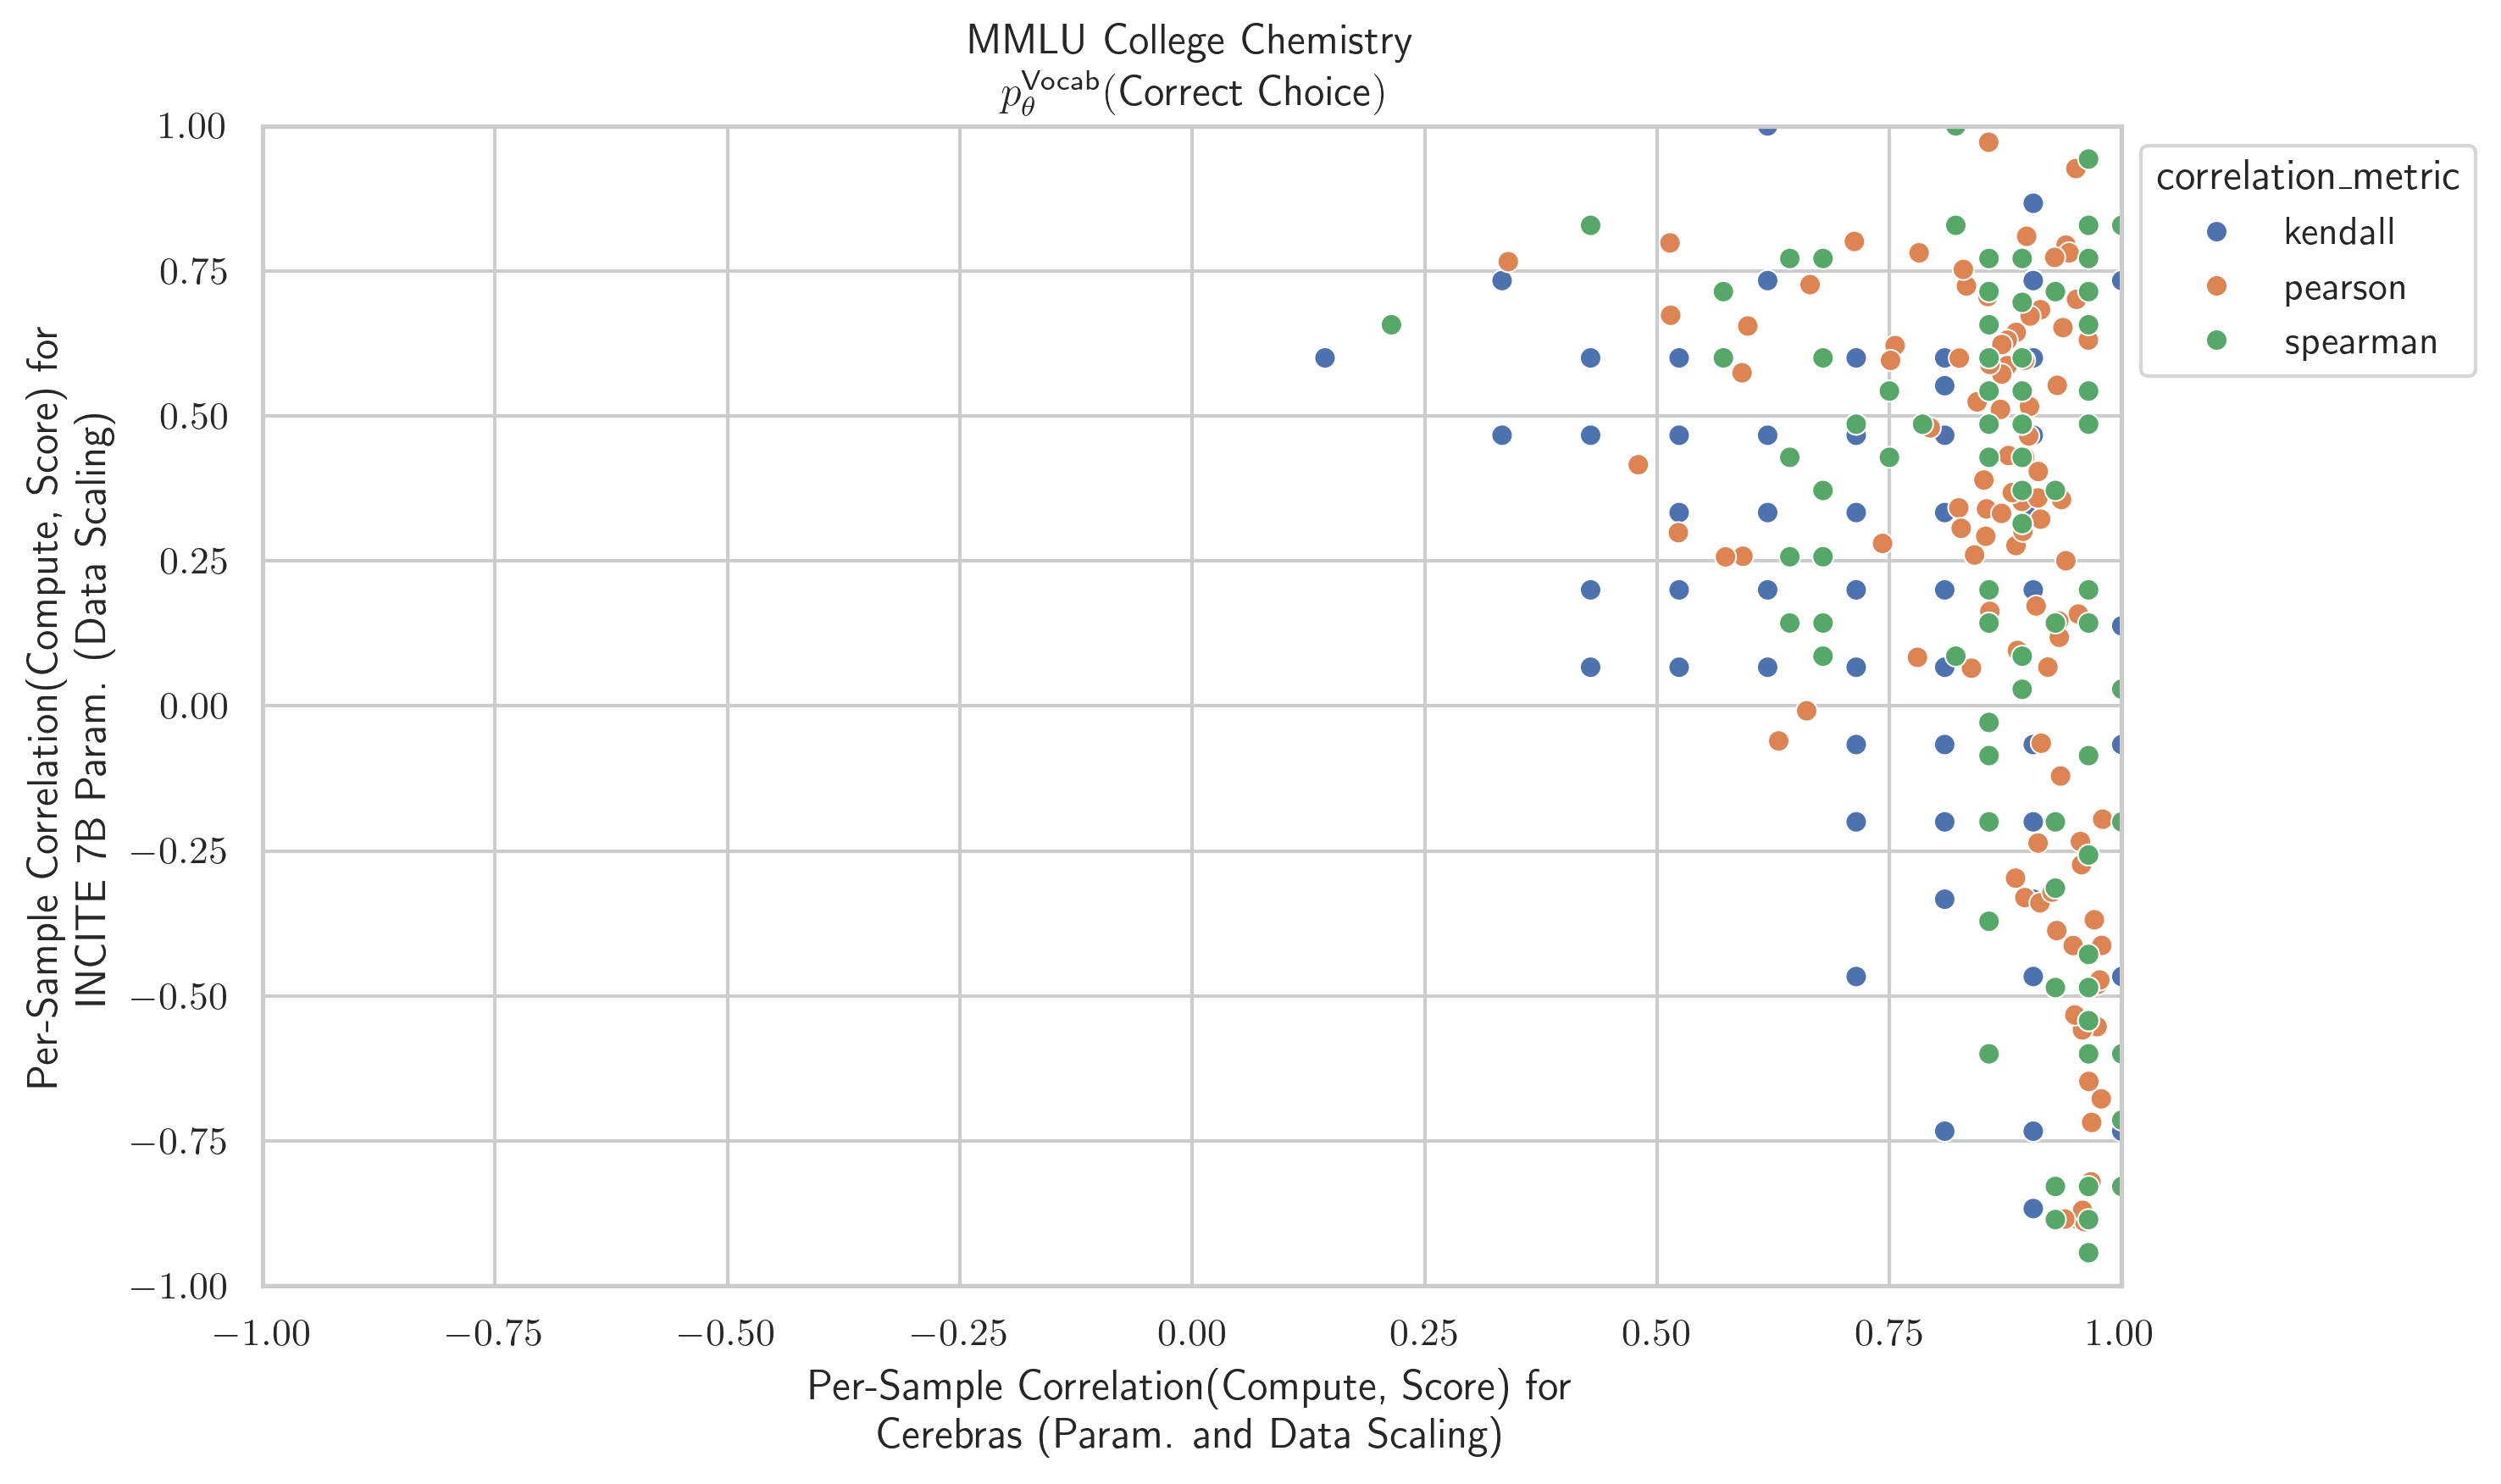 MMLU College Chemistry
p_θ^Vocab(Correct Choice)
1.00
0.75
0.50
0.25
0.00
−0.25
−0.50
−0.75
−1.00
Per-Sample Correlation(Compute, Score) for
INCITE 7B Param. (Data Scaling)
correlation_metric
kendall
pearson
spearman
−1.00 −0.75 −0.50 −0.25 0.00 0.25 0.50 0.75 1.00
Per-Sample Correlation(Compute, Score) for
Cerebras (Param. and Data Scaling)